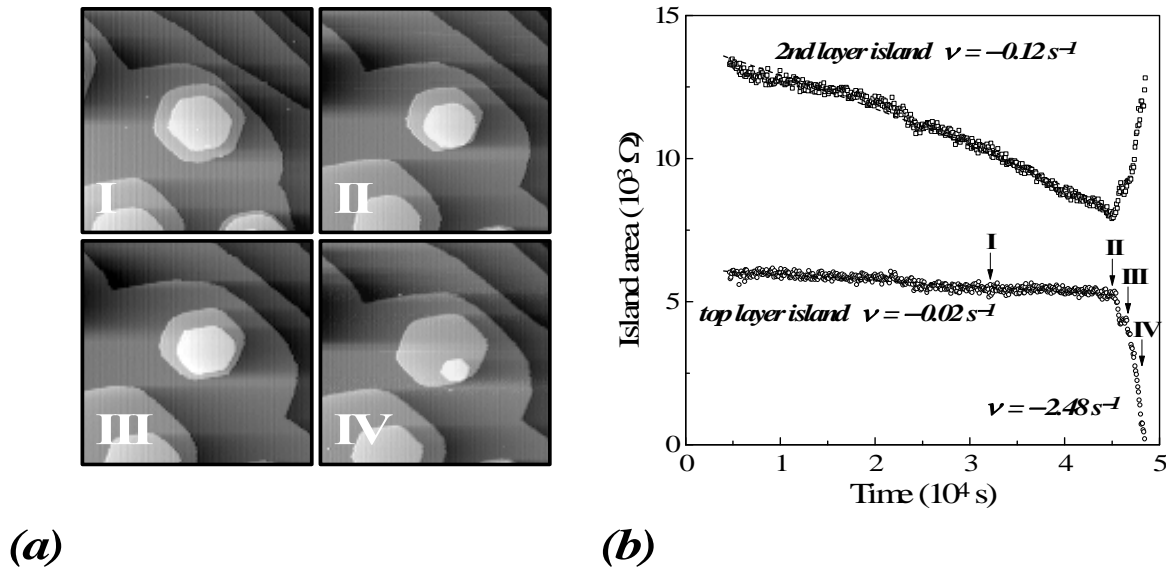 I
II
III
IV
(a)
Island area (10³ Ω)
15
10
5
0
2nd layer island ν = −0.12 s⁻¹
I
II
III
IV
top layer island ν = −0.02 s⁻¹
ν = −2.48 s⁻¹
0 1 2 3 4 5
Time (10⁴ s)
(b)